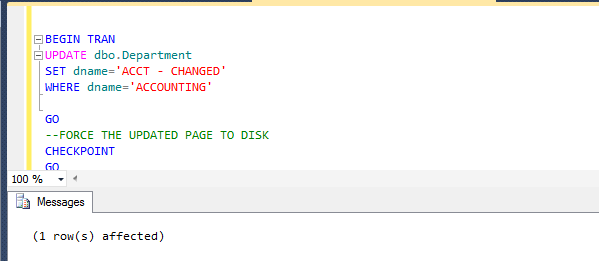 BEGIN TRAN
UPDATE dbo.Department
SET dname='ACCT - CHANGED'
WHERE dname='ACCOUNTING'
GO
--FORCE THE UPDATED PAGE TO DISK
CHECKPOINT
GO
100 %
Messages
(1 row(s) affected)